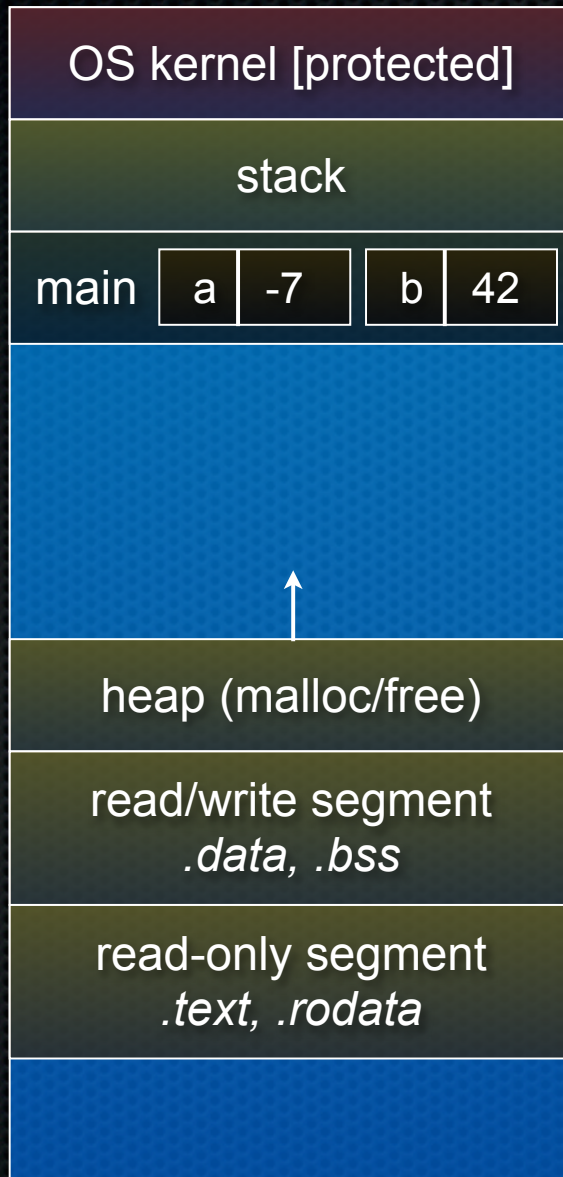 OS kernel [protected]
stack
main a -7 b 42
heap (malloc/free)
read/write segment
.data, .bss
read-only segment
.text, .rodata